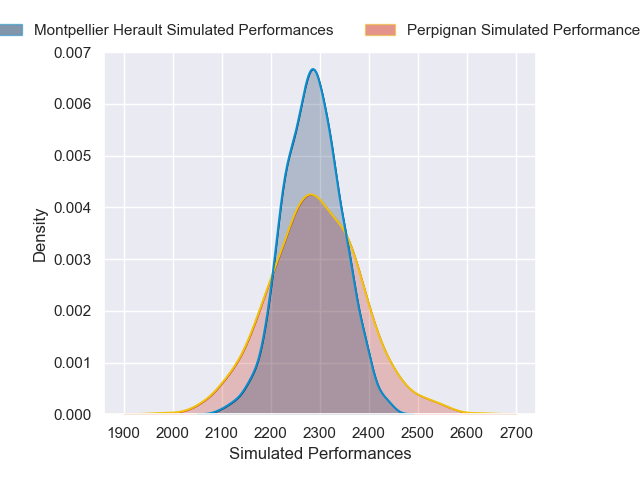 Montpellier Herault Simulated Performances
Perpignan Simulated Performance
0.007
0.006
0.005
0.004
0.003
0.002
0.001
0.000
Density
1900 2000 2100 2200 2300 2400 2500 2600 2700
Simulated Performances